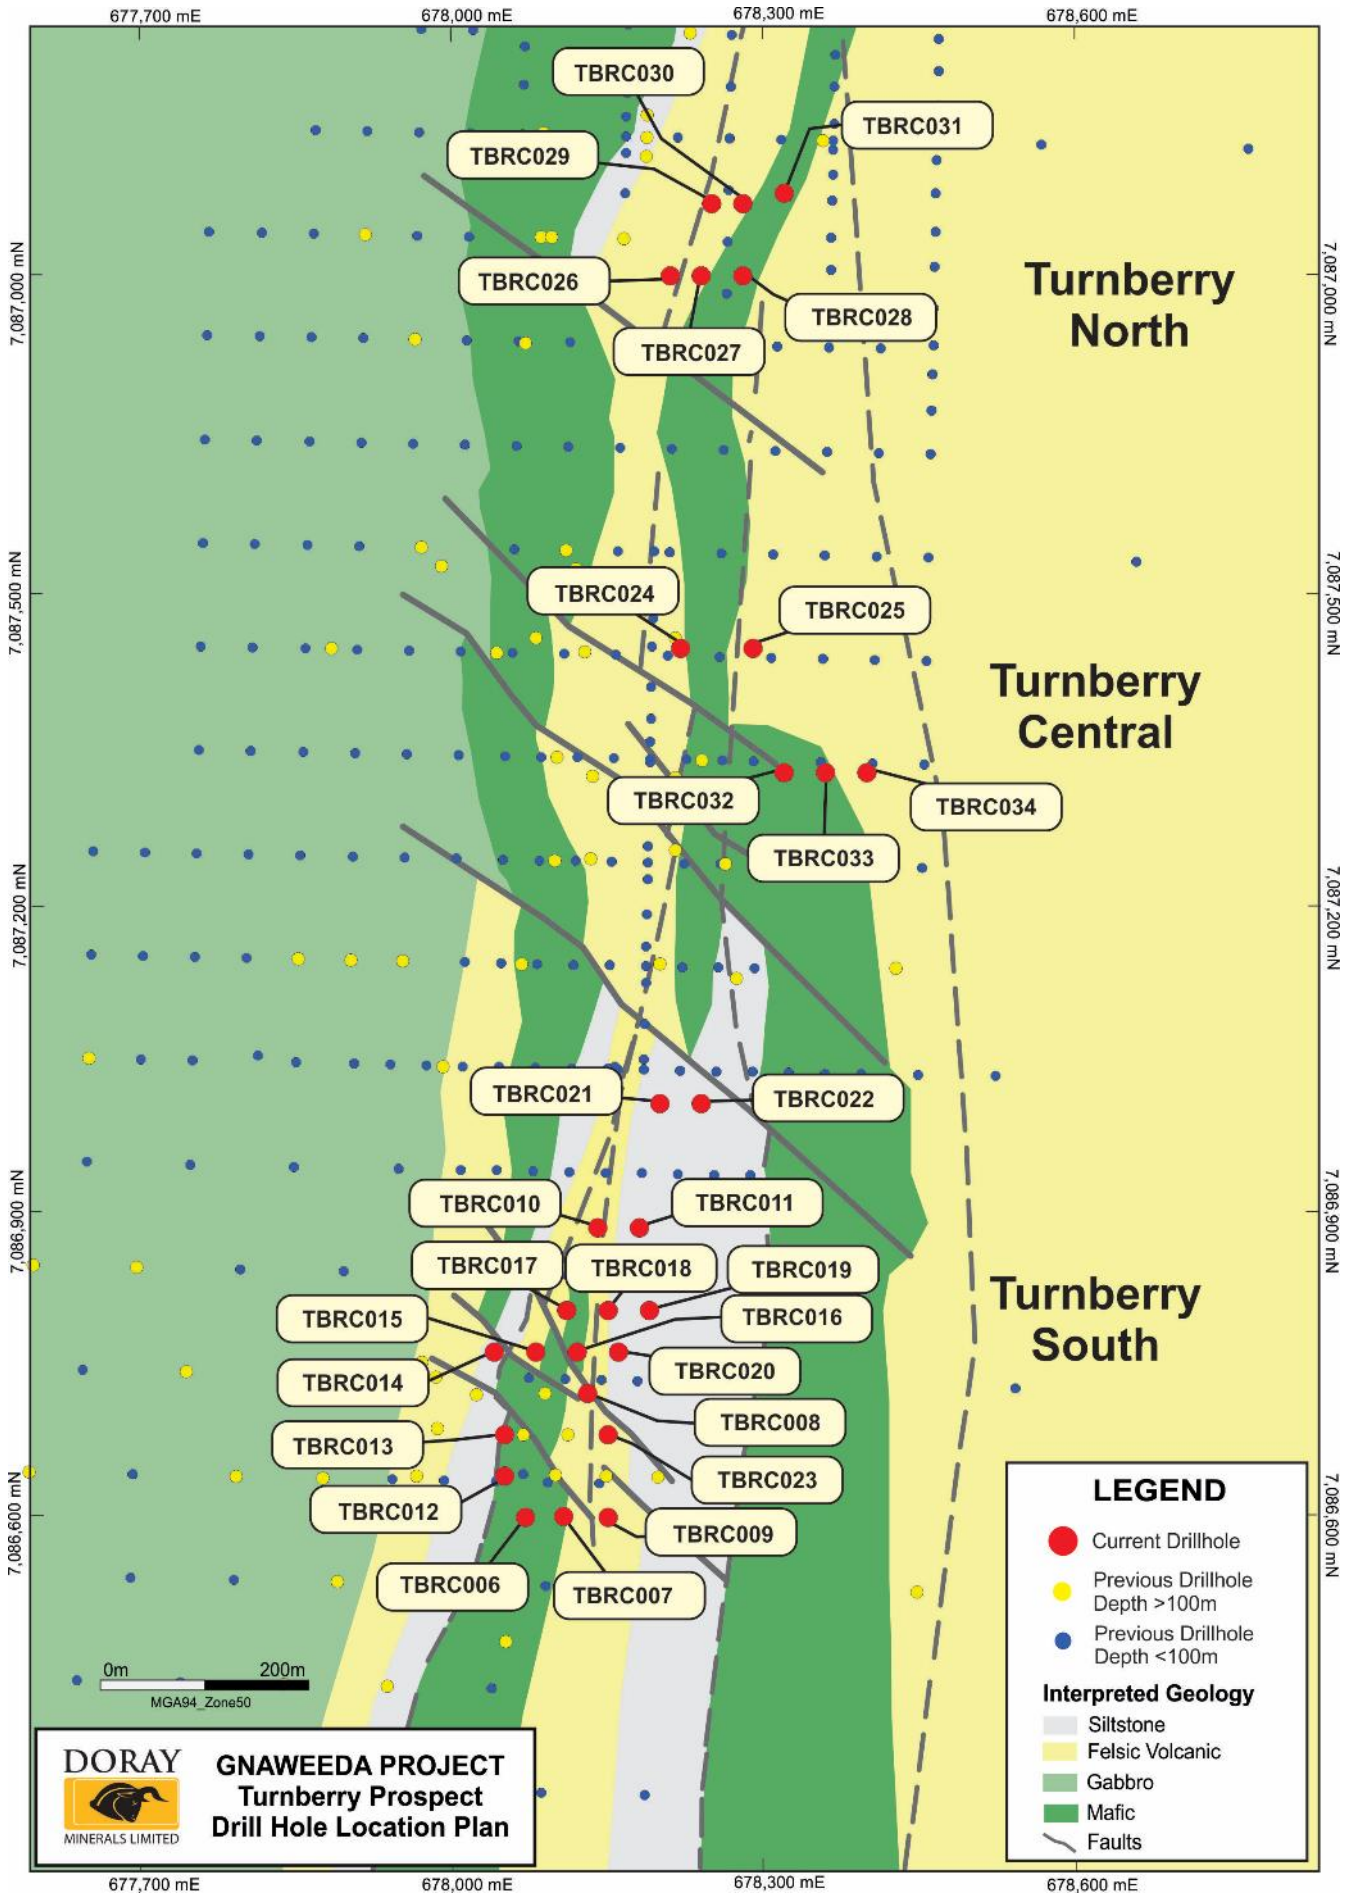 677,700 mE
678,000 mE
678,300 mE
678,600 mE
TBRC030
TBRC031
TBRC029
7,087,000 mN
7,087,000 mN
TBRC026
TBRC028
TBRC027
Turnberry
North
7,087,500 mN
7,087,500 mN
TBRC024
TBRC025
Turnberry
Central
TBRC032
TBRC034
TBRC033
7,087,200 mN
7,087,200 mN
TBRC021
TBRC022
TBRC010
TBRC011
7,086,900 mN
7,086,900 mN
TBRC017
TBRC018
TBRC019
TBRC015
TBRC016
Turnberry
South
TBRC014
TBRC020
TBRC008
TBRC013
TBRC023
TBRC012
TBRC009
7,086,600 mN
7,086,600 mN
TBRC006
TBRC007
LEGEND
Current Drillhole
Previous Drillhole
Depth >100m
Previous Drillhole
Depth <100m
Interpreted Geology
Siltstone
Felsic Volcanic
Gabbro
Mafic
Faults
0m
200m
MGA94_Zone50
DORAY
MINERALS LIMITED
GNAWEEDA PROJECT
Turnberry Prospect
Drill Hole Location Plan
677,700 mE
678,000 mE
678,300 mE
678,600 mE